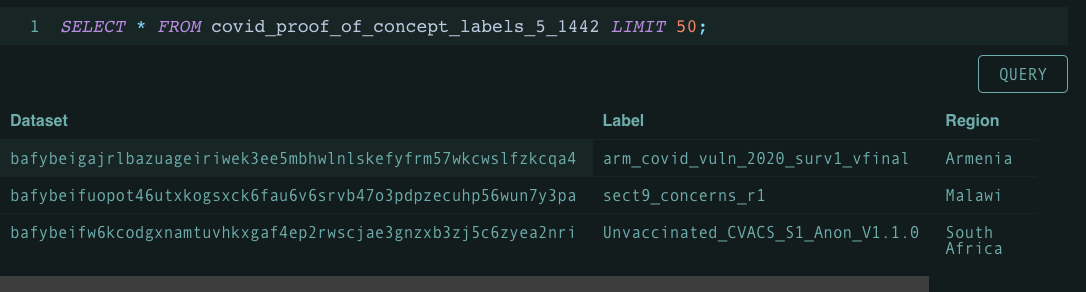 1 SELECT * FROM covid_proof_of_concept_labels_5_1442 LIMIT 50;
QUERY
Dataset Label Region
bafybeigajrlbazuageiriwek3ee5mbhwlnlskefyfrm57wkcwslfzkcqa4 arm_covid_vuln_2020_surv1_vfinal Armenia
bafybeifuopot46utxkogsxck6fau6v6srvb47o3pdpzecuhp56wun7y3pa sect9_concerns_r1 Malawi
bafybeifw6kcodgxnamtuvhkxgaf4ep2rwscjae3gnzxb3zj5c6zyea2nri Unvaccinated_CVACS_S1_Anon_V1.1.0 South
Africa